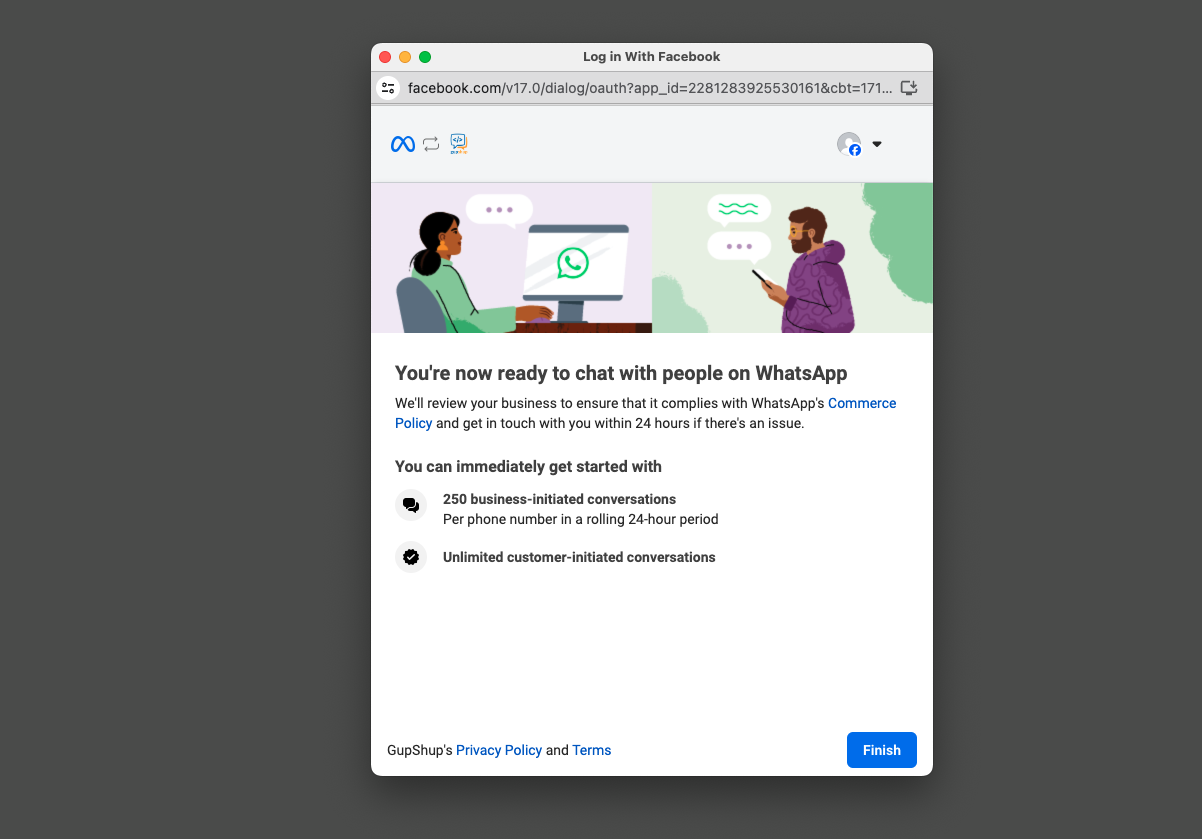 Log in With Facebook
facebook.com/v17.0/dialog/oauth?app_id=2281283925530161&cbt=171...
You're now ready to chat with people on WhatsApp
We'll review your business to ensure that it complies with WhatsApp's Commerce
Policy and get in touch with you within 24 hours if there's an issue.
You can immediately get started with
250 business-initiated conversations
Per phone number in a rolling 24-hour period
Unlimited customer-initiated conversations
GupShup's Privacy Policy and Terms
Finish